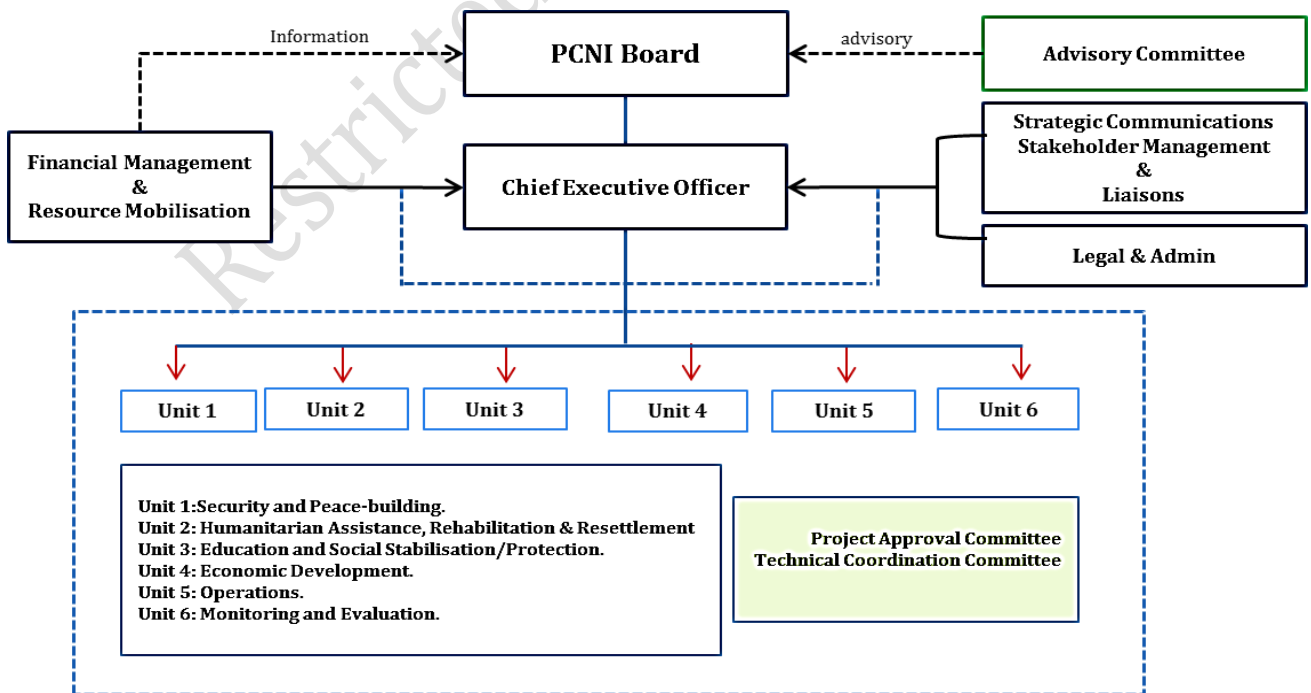 Information
PCNI Board
advisory
Advisory Committee
Financial Management
&
Resource Mobilisation
Chief Executive Officer
Strategic Communications
Stakeholder Management
&
Liaisons
Legal & Admin
Unit 1
Unit 2
Unit 3
Unit 4
Unit 5
Unit 6
Unit 1:Security and Peace-building.
Unit 2: Humanitarian Assistance, Rehabilitation & Resettlement
Unit 3: Education and Social Stabilisation/Protection.
Unit 4: Economic Development.
Unit 5: Operations.
Unit 6: Monitoring and Evaluation.
Project Approval Committee
Technical Coordination Committee